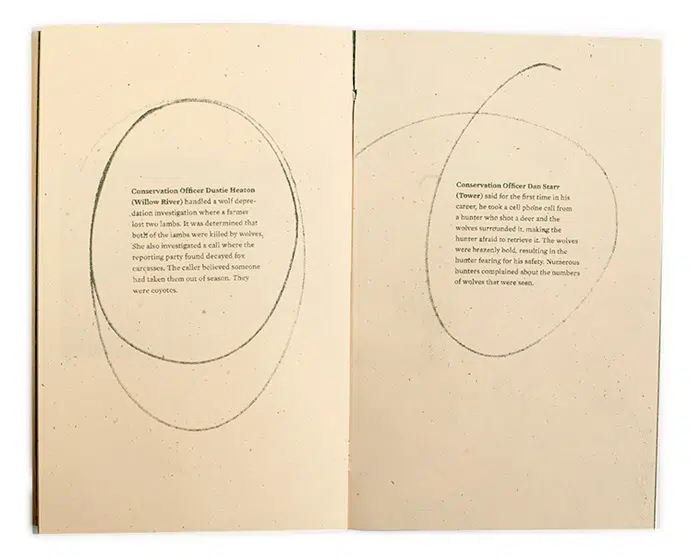 Conservation Officer Dustie Heaton
(Willow River) handled a wolf depre-
dation investigation where a farmer
lost two lambs. It was determined that
both of the lambs were killed by wolves.
She also investigated a call where the
reporting party found decayed fox
carcasses. The caller believed someone
had taken them out of season. They
were coyotes.
Conservation Officer Dan Starr
(Tower) said for the first time in his
career, he took a cell phone call from
a hunter who shot a deer and the
wolves surrounded it, making the
hunter afraid to retrieve it. The wolves
were heavenly bold, resulting in the
hunter fearing for his safety. Numerous
hunters complained about the numbers
of wolves that were seen.